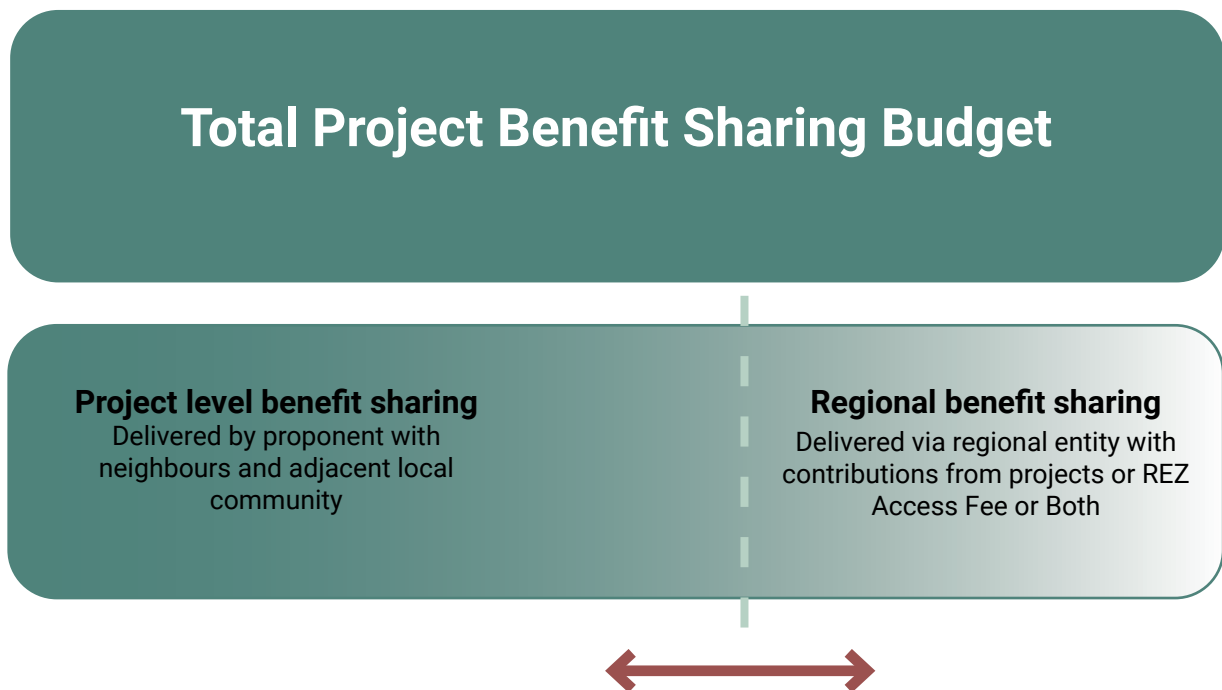 Total Project Benefit Sharing Budget
Project level benefit sharing
Delivered by proponent with
neighbours and adjacent local
community
Regional benefit sharing
Delivered via regional entity with
contributions from projects or REZ
Access Fee or Both